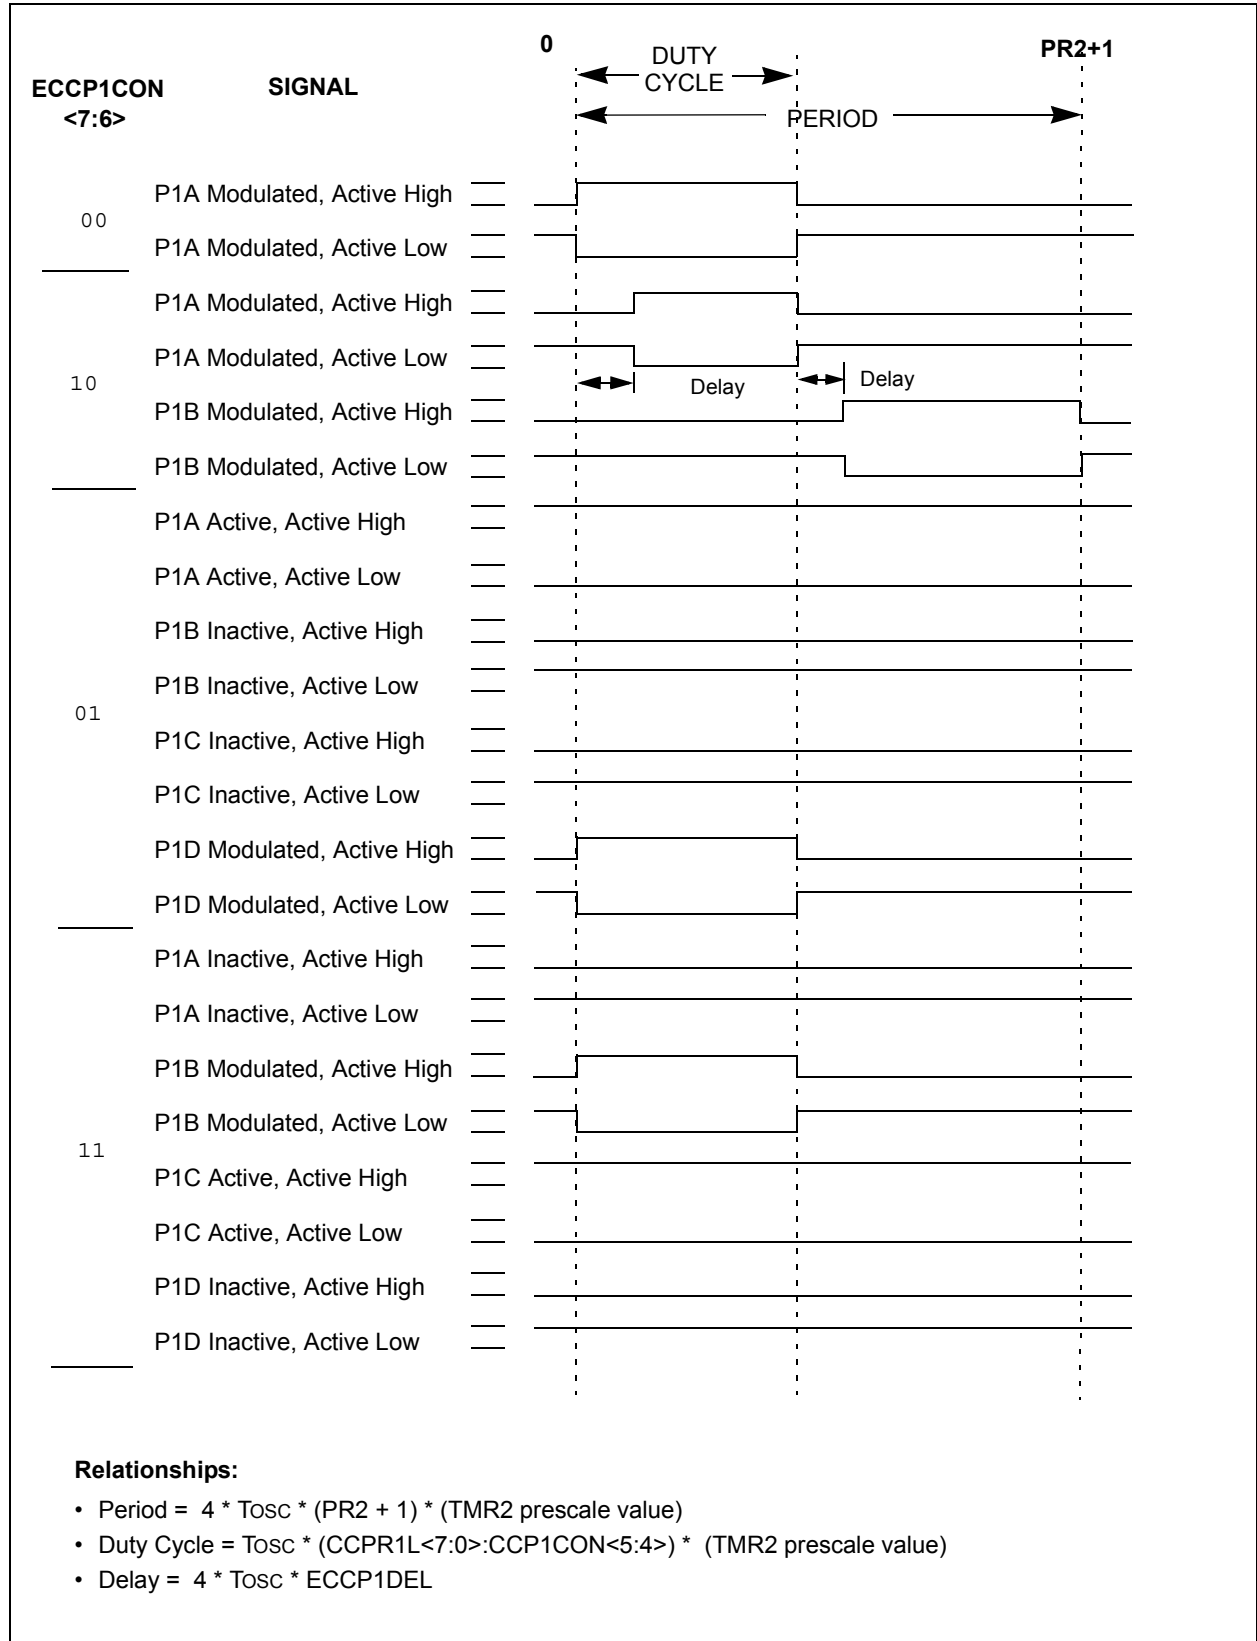 0
DUTY
CYCLE
PR2+1
ECCP1CON
<7:6>
SIGNAL
PERIOD
00
P1A Modulated, Active High
P1A Modulated, Active Low
10
P1A Modulated, Active High
P1A Modulated, Active Low
Delay
Delay
P1B Modulated, Active High
P1B Modulated, Active Low
01
P1A Active, Active High
P1A Active, Active Low
P1B Inactive, Active High
P1B Inactive, Active Low
P1C Inactive, Active High
P1C Inactive, Active Low
P1D Modulated, Active High
P1D Modulated, Active Low
11
P1A Inactive, Active High
P1A Inactive, Active Low
P1B Modulated, Active High
P1B Modulated, Active Low
P1C Active, Active High
P1C Active, Active Low
P1D Inactive, Active High
P1D Inactive, Active Low
Relationships:
• Period = 4 * TOSC * (PR2 + 1) * (TMR2 prescale value)
• Duty Cycle = TOSC * (CCPR1L<7:0>:CCP1CON<5:4>) * (TMR2 prescale value)
• Delay = 4 * TOSC * ECCP1DEL